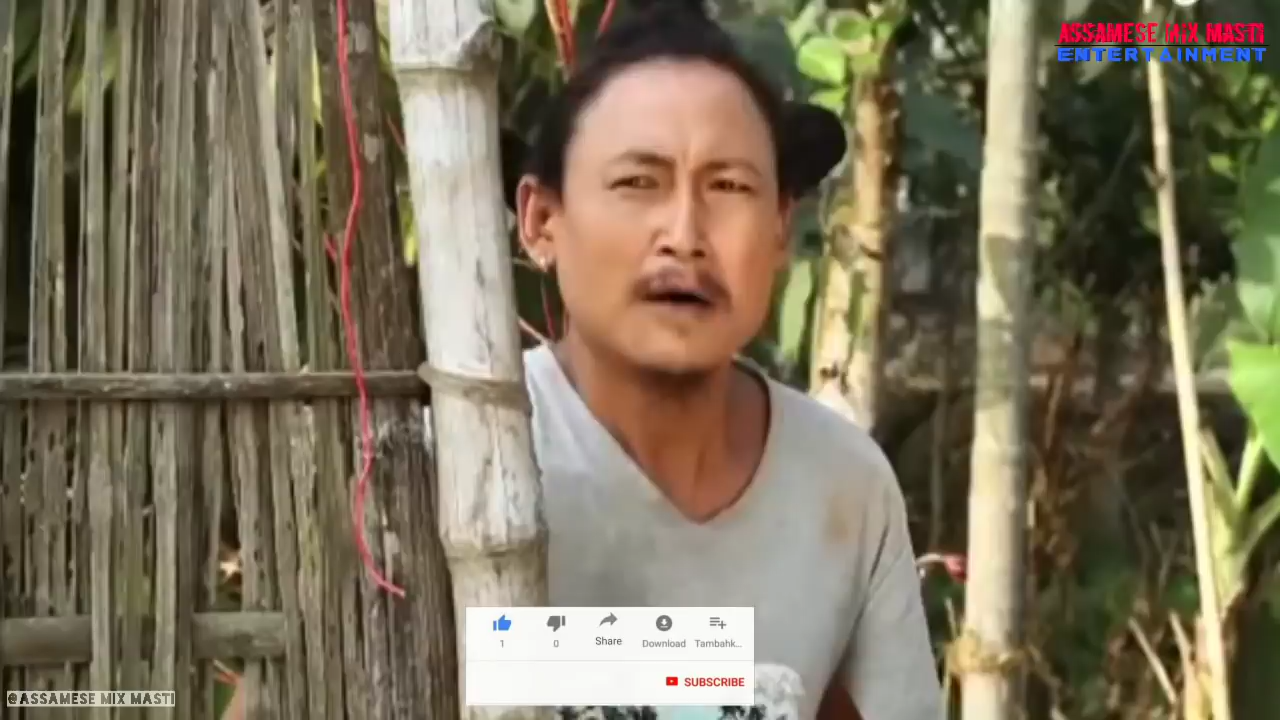 ASSAMESE MIX MASTI
ENTERTAINMENT
1 0 Share Download Tambahk...
SUBSCRIBE
@ASSAMESE MIX MASTI